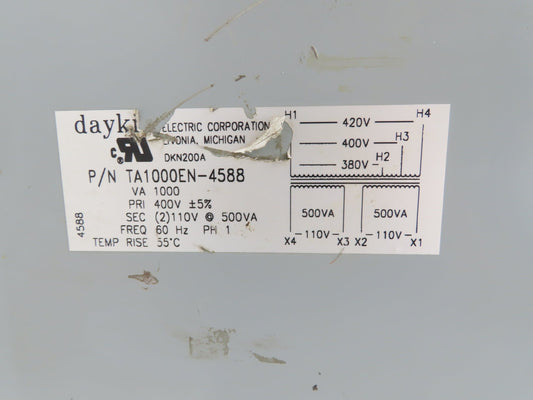 dayki
ELECTRIC CORPORATION
LIVONIA, MICHIGAN
DKN200A
P/N TA1000EN-4588
VA 1000
PRI 400V ±5%
SEC (2)110V @ 500VA
FREQ 60 Hz PH 1
TEMP RISE 55°C
4588
H1 H4
420V
H3
400V
H2
380V
500VA 500VA
110V 110V
X4 X3 X2 X1